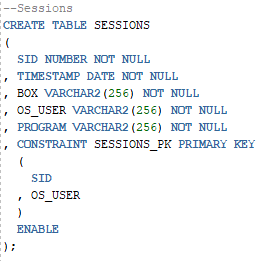 --Sessions
CREATE TABLE SESSIONS
(
  SID NUMBER NOT NULL
, TIMESTAMP DATE NOT NULL
, BOX VARCHAR2(256) NOT NULL
, OS_USER VARCHAR2(256) NOT NULL
, PROGRAM VARCHAR2(256) NOT NULL
, CONSTRAINT SESSIONS_PK PRIMARY KEY
  (
    SID
  , OS_USER
  )
  ENABLE
);